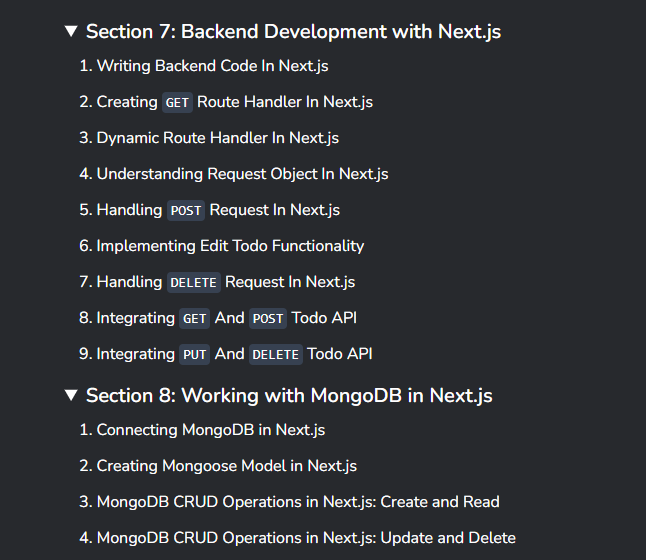 Section 7: Backend Development with Next.js
1. Writing Backend Code In Next.js
2. Creating GET Route Handler In Next.js
3. Dynamic Route Handler In Next.js
4. Understanding Request Object In Next.js
5. Handling POST Request In Next.js
6. Implementing Edit Todo Functionality
7. Handling DELETE Request In Next.js
8. Integrating GET And POST Todo API
9. Integrating PUT And DELETE Todo API
Section 8: Working with MongoDB in Next.js
1. Connecting MongoDB in Next.js
2. Creating Mongoose Model in Next.js
3. MongoDB CRUD Operations in Next.js: Create and Read
4. MongoDB CRUD Operations in Next.js: Update and Delete